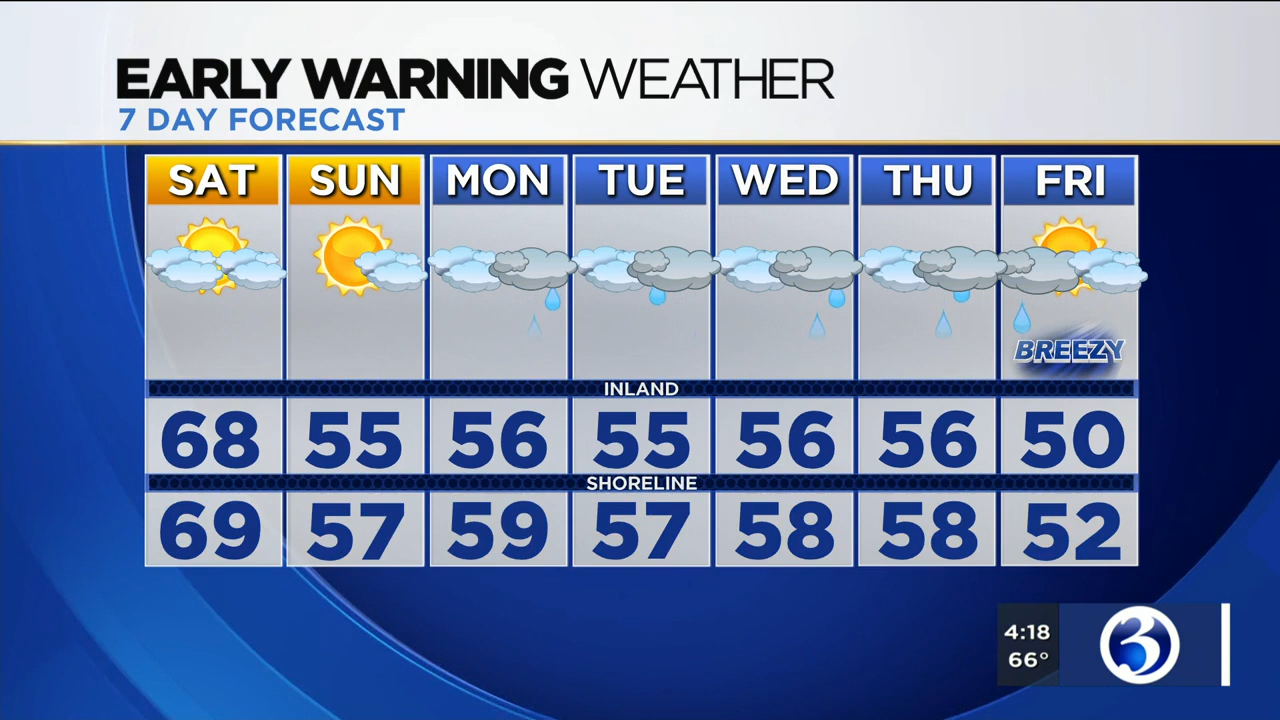 EARLY WARNING WEATHER
7 DAY FORECAST
SAT SUN MON TUE WED THU FRI
BREEZY
INLAND
68 55 56 55 56 56 50
SHORELINE
69 57 59 57 58 58 52
4:18
66°
3